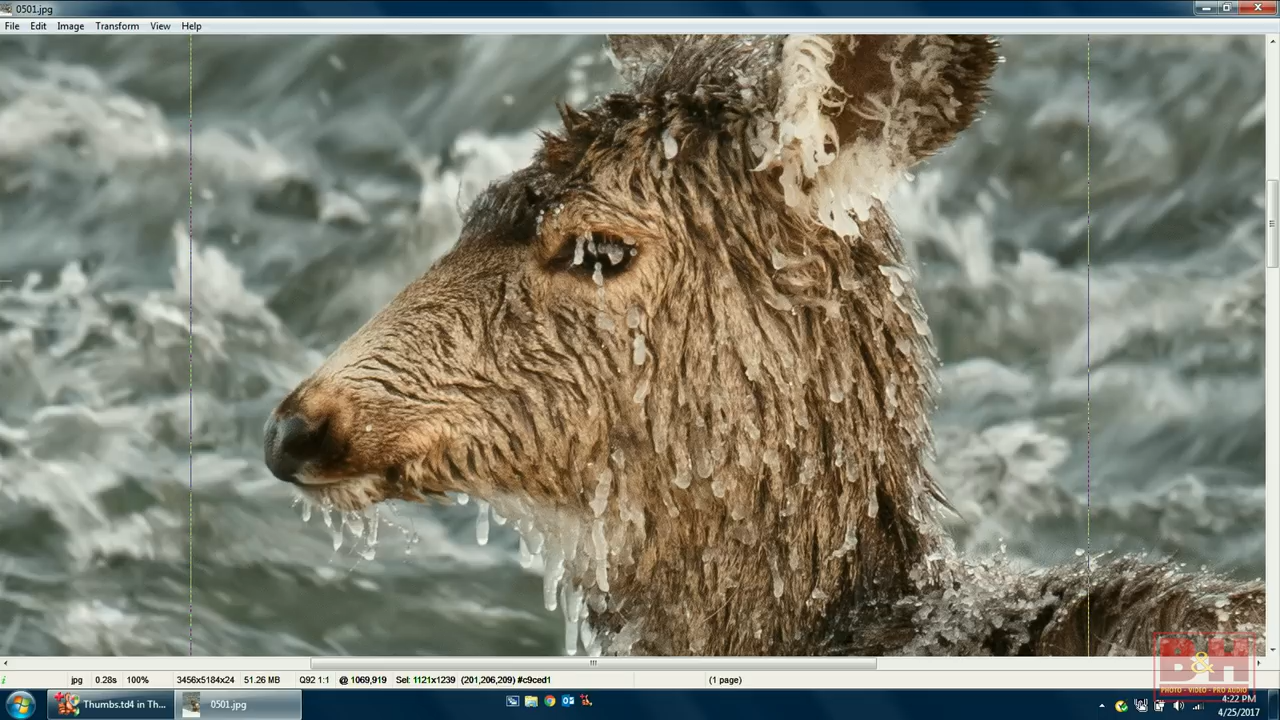 0501.jpg
File Edit Image Transform View Help
jpg 0.28s 100% 3456x5184x24 51.26 MB Q92 1:1 @ 1069,919 Sel: 1121x1239 (201,206,209) #c9ced1 (1 page)
B&H
PHOTO - VIDEO - PRO AUDIO
Thumbs.td4 in Th... 0501.jpg 4:22 PM
4/25/2017